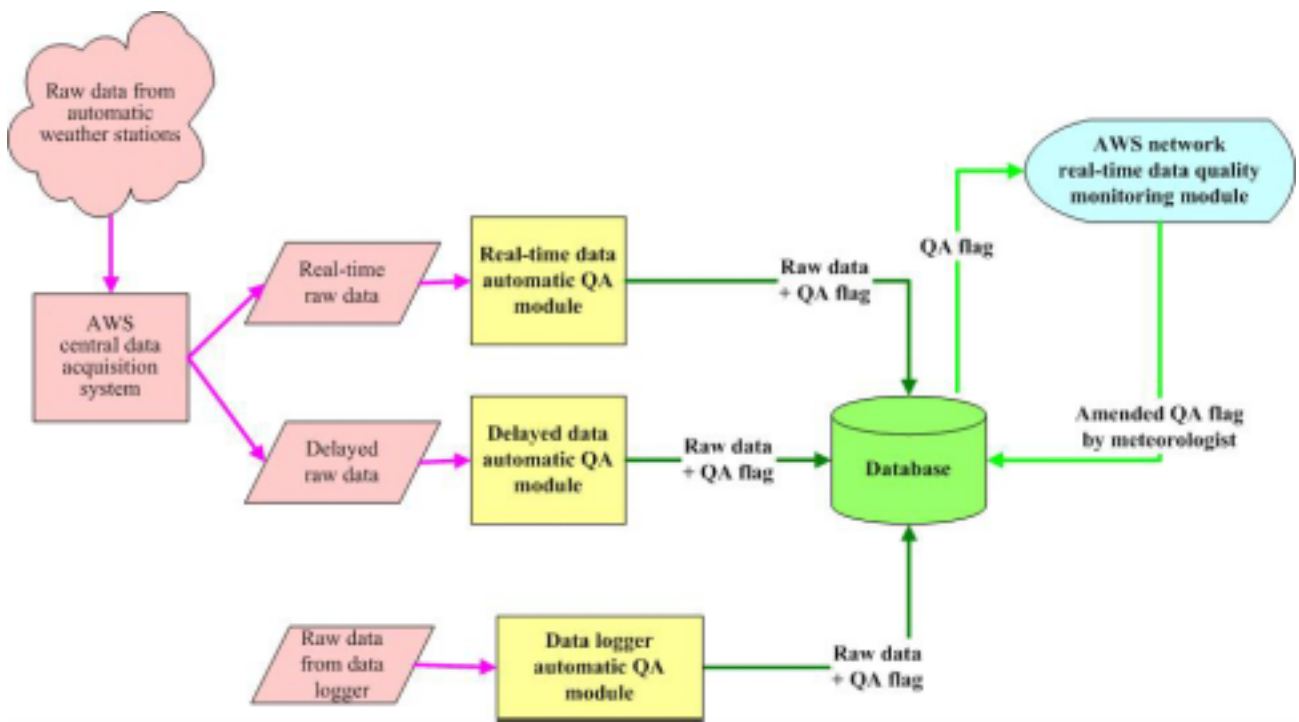 Raw data from
automatic
weather stations
AWS
central data
acquisition
system
Real-time
raw data
Real-time data
automatic QA
module
Raw data
+ QA flag
Delayed
raw data
Delayed data
automatic QA
module
Raw data
+ QA flag
Raw data
from data
logger
Data logger
automatic QA
module
Raw data
+ QA flag
Database
QA flag
AWS network
real-time data quality
monitoring module
Amended QA flag
by meteorologist